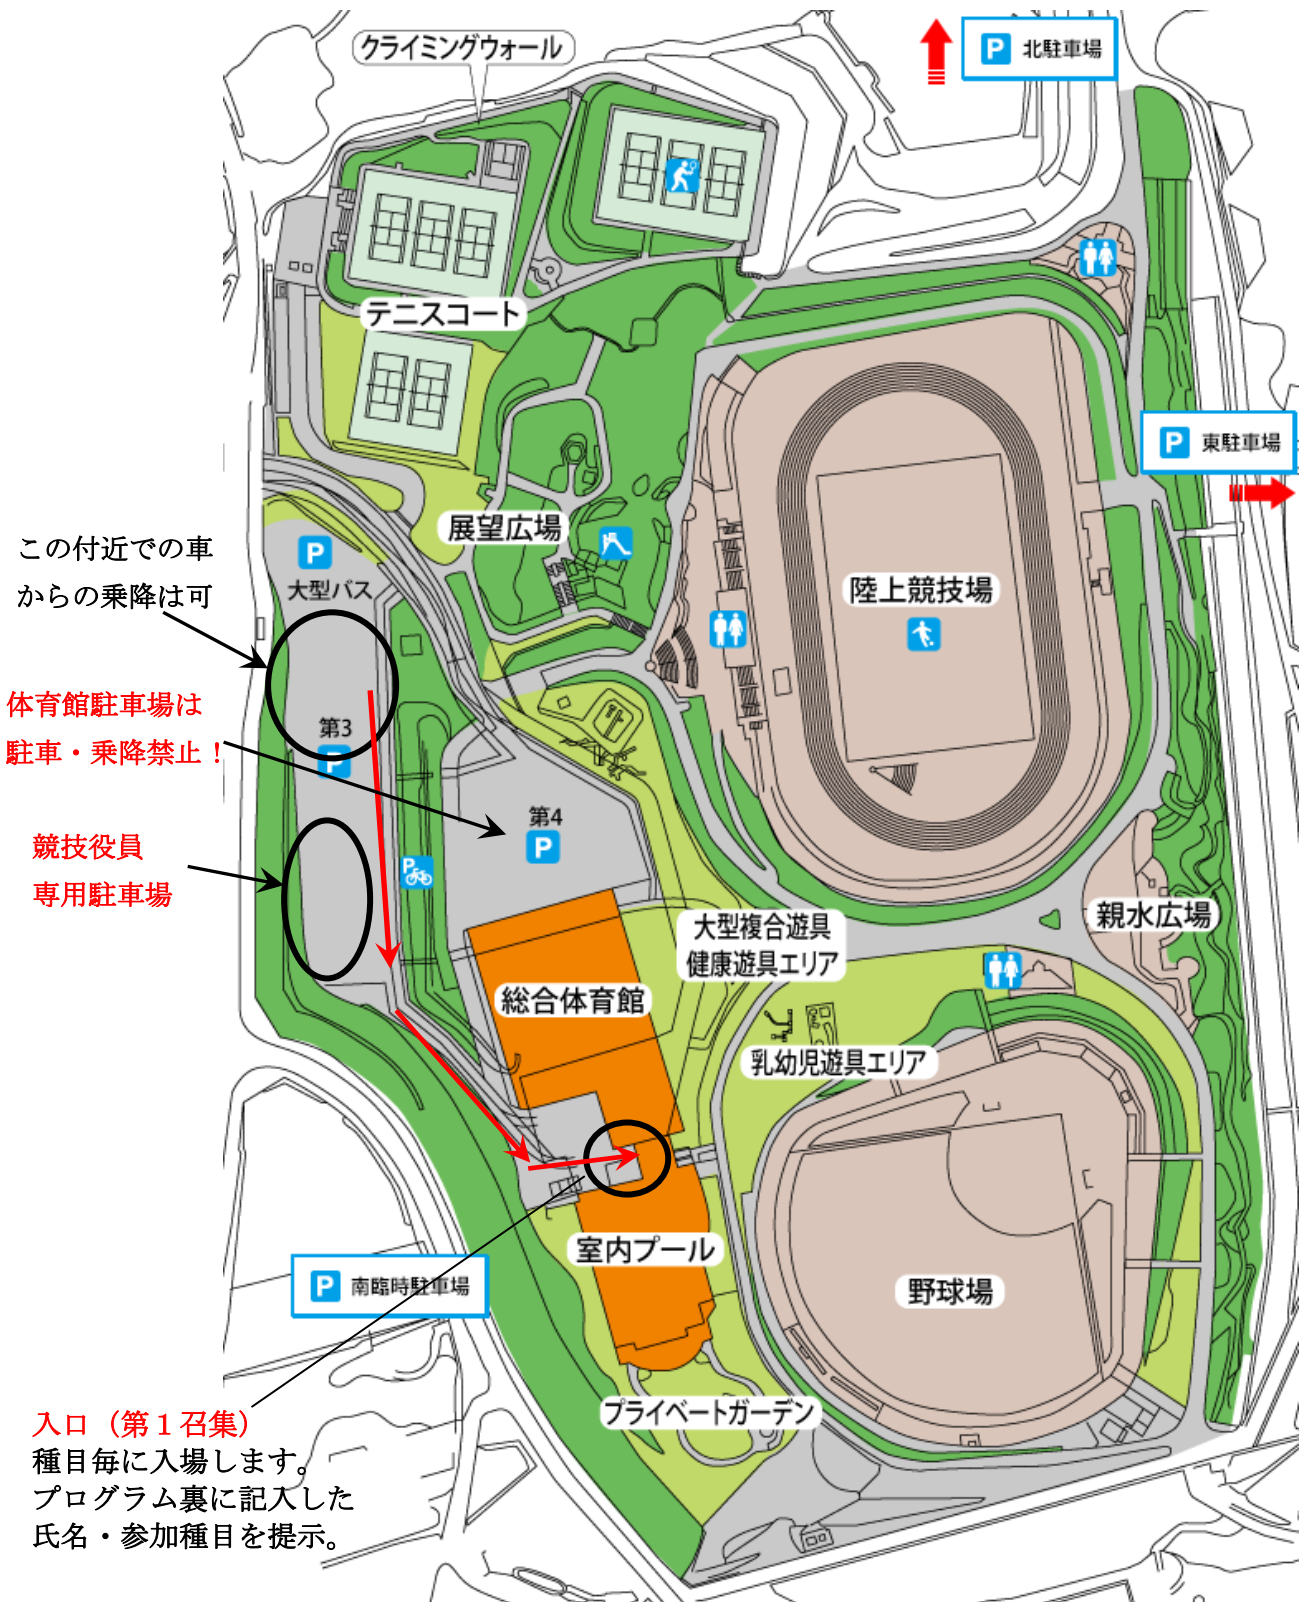 クライミングウォール
P 北駐車場
テニスコート
P 東駐車場
展望広場
この付近での車
からの乗降は可
P
大型バス
陸上競技場
体育館駐車場は
駐車・乗降禁止！
第3
P
第4
P
競技役員
専用駐車場
P
大型複合遊具
健康遊具エリア
親水広場
総合体育館
乳幼児遊具エリア
室内プール
P 南臨時駐車場
野球場
プライベートガーデン
入口（第１召集）
種目毎に入場します。
プログラム裏に記入した
氏名・参加種目を提示。